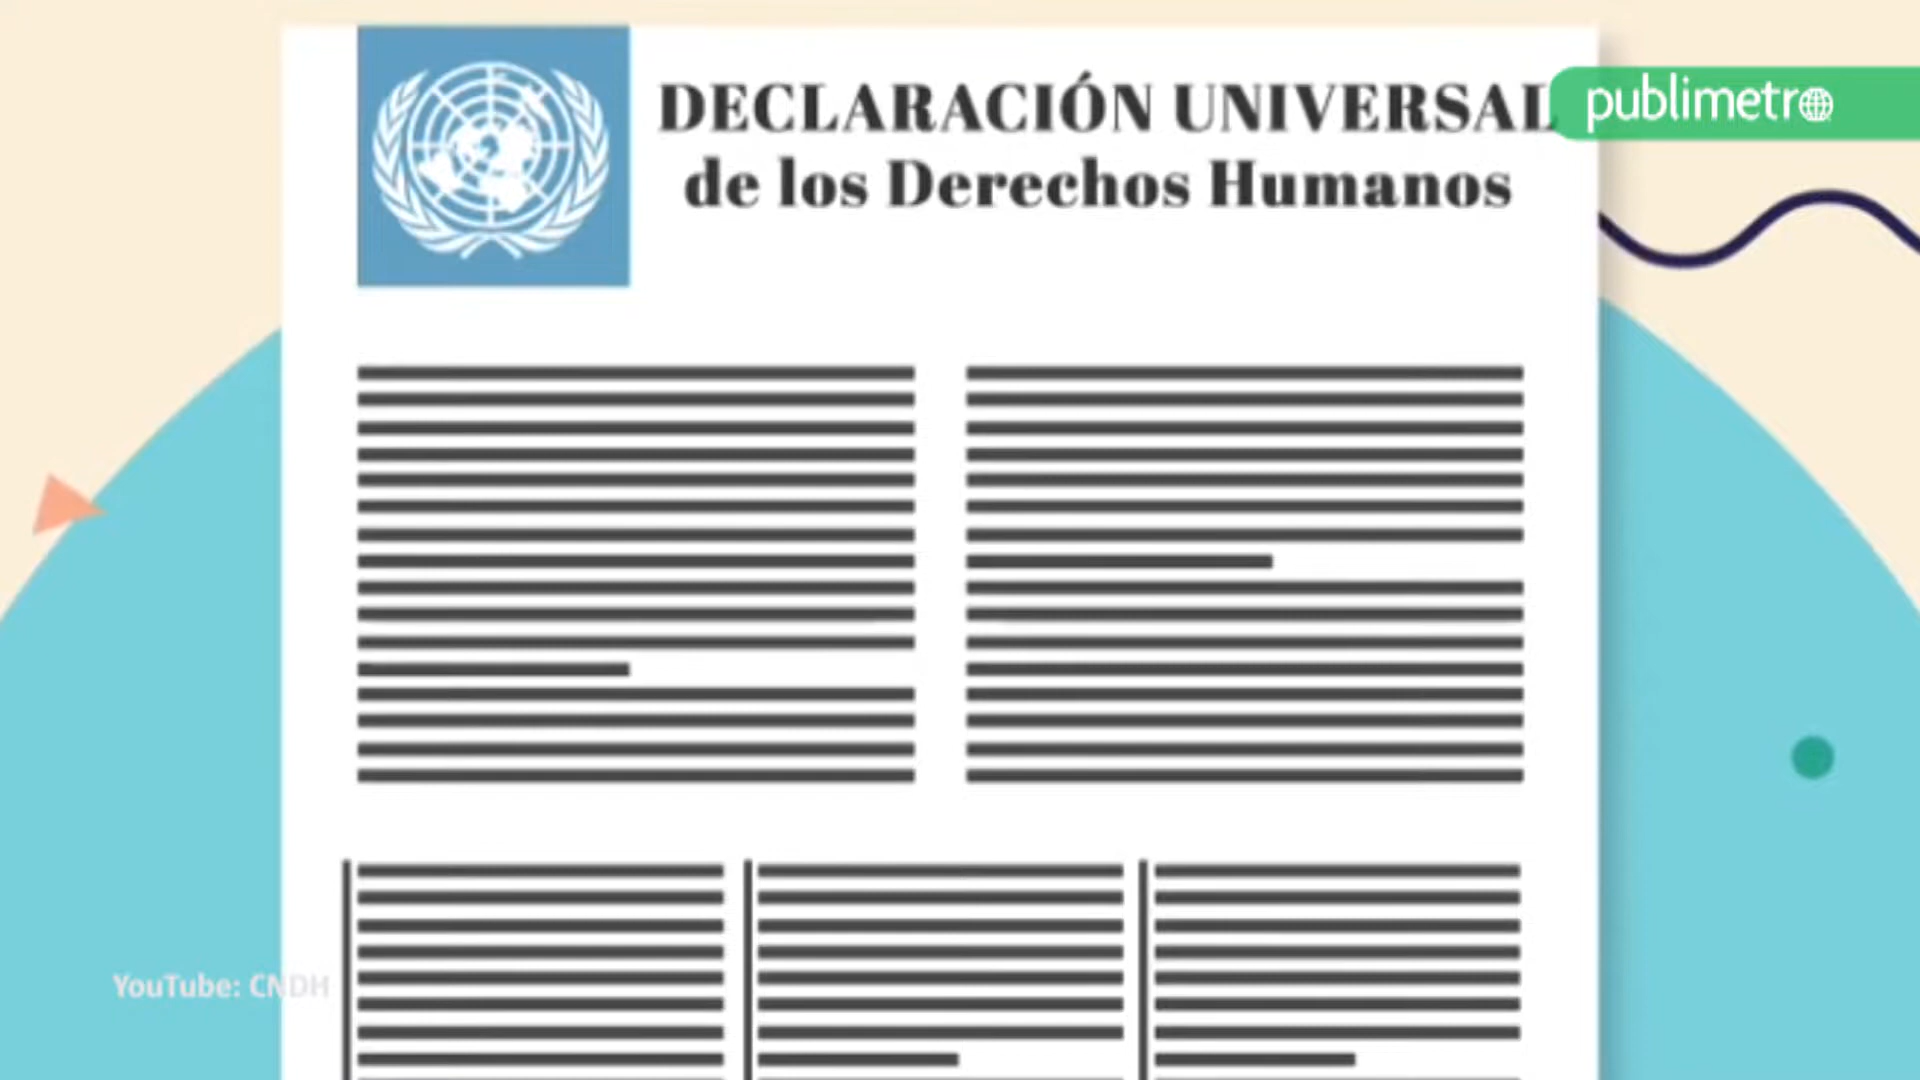 DECLARACIÓN UNIVERSAL
de los Derechos Humanos
publimetro
YouTube: CNDH